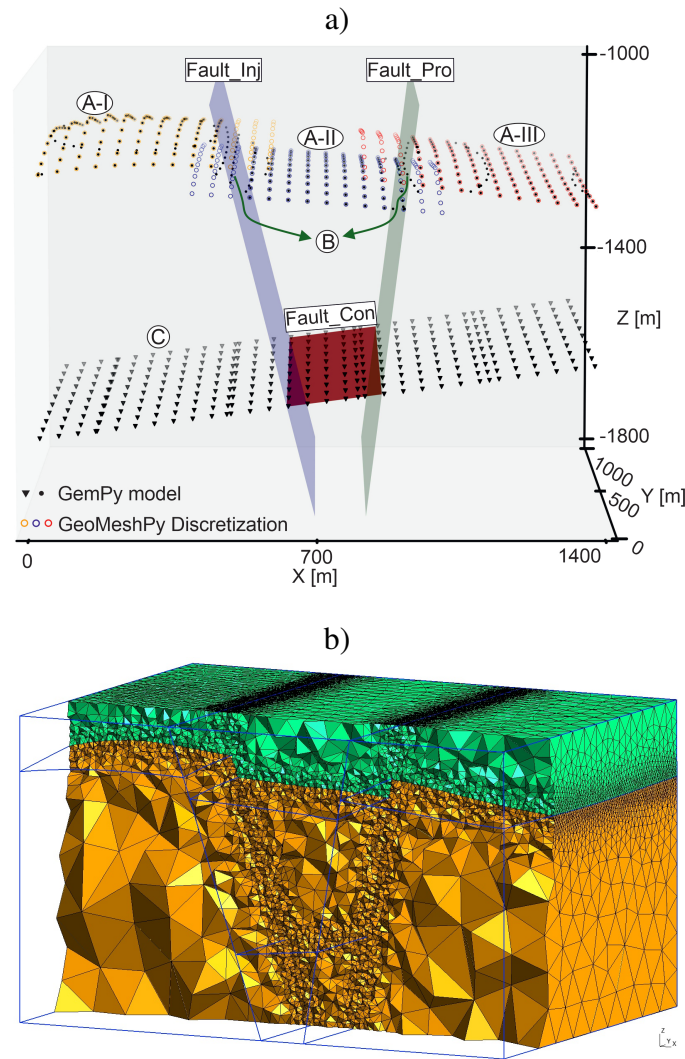 a)
-1000
Fault_Inj
Fault_Pro
A-I
A-II
A-III
B
-1400
Z [m]
Fault_Con
C
-1800
1000
500
Y [m]
0
GemPy model
GeoMeshPy Discretization
0
700
1400
X [m]
b)
Z
Y
X